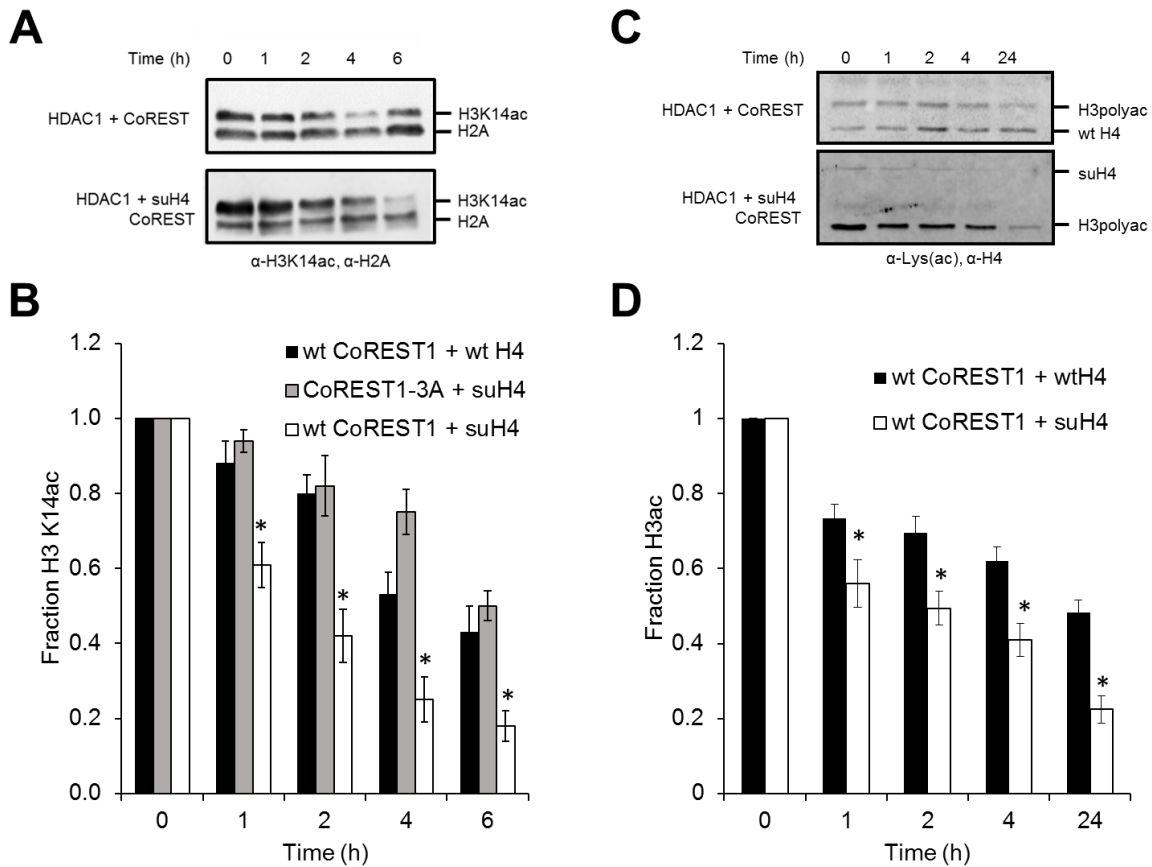 A
Time (h) 0 1 2 4 6
HDAC1 + CoREST
H3K14ac
H2A
HDAC1 + suH4
CoREST
H3K14ac
H2A
α-H3K14ac, α-H2A
C
Time (h) 0 1 2 4 24
HDAC1 + CoREST
H3polyac
wt H4
suH4
HDAC1 + suH4
CoREST
H3polyac
α-Lys(ac), α-H4
B
wt CoREST1 + wt H4
CoREST1-3A + suH4
wt CoREST1 + suH4
Fraction H3 K14ac
1.2
1.0
0.8
0.6
0.4
0.2
0.0
* * * *
0 1 2 4 6
Time (h)
D
wt CoREST1 + wtH4
wt CoREST1 + suH4
Fraction H3ac
1.2
1
0.8
0.6
0.4
0.2
0
* * * *
0 1 2 4 24
Time (h)